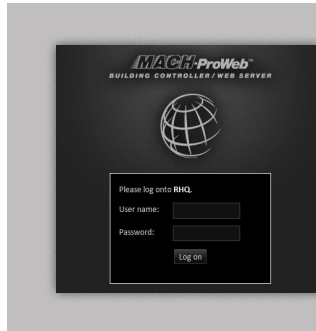 MACH-ProWeb™
BUILDING CONTROLLER / WEB SERVER
Please log onto RHQ.
User name:
Password:
Log on